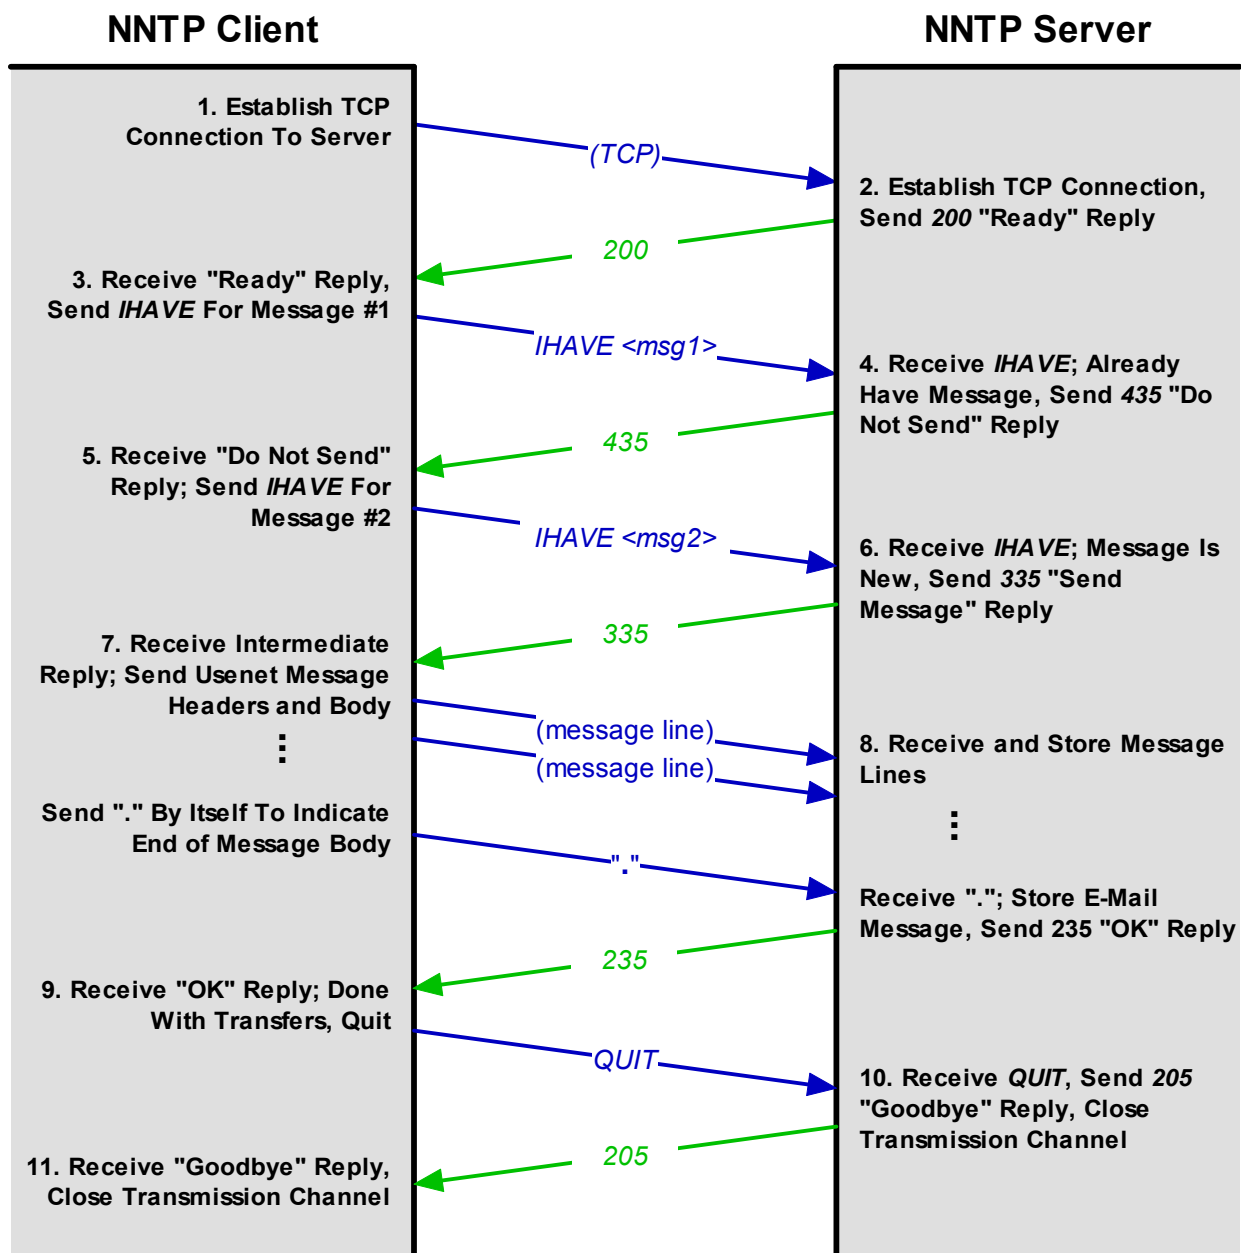 NNTP Client
NNTP Server
1. Establish TCP
Connection To Server
(TCP)
2. Establish TCP Connection,
Send 200 "Ready" Reply
200
3. Receive "Ready" Reply,
Send IHAVE For Message #1
IHAVE <msg1>
4. Receive IHAVE; Already
Have Message, Send 435 "Do
Not Send" Reply
435
5. Receive "Do Not Send"
Reply; Send IHAVE For
Message #2
IHAVE <msg2>
6. Receive IHAVE; Message Is
New, Send 335 "Send
Message" Reply
335
7. Receive Intermediate
Reply; Send Usenet Message
Headers and Body
(message line)
(message line)
8. Receive and Store Message
Lines
Send "." By Itself To Indicate
End of Message Body
"."
Receive "."; Store E-Mail
Message, Send 235 "OK" Reply
235
9. Receive "OK" Reply; Done
With Transfers, Quit
QUIT
10. Receive QUIT, Send 205
"Goodbye" Reply, Close
Transmission Channel
205
11. Receive "Goodbye" Reply,
Close Transmission Channel